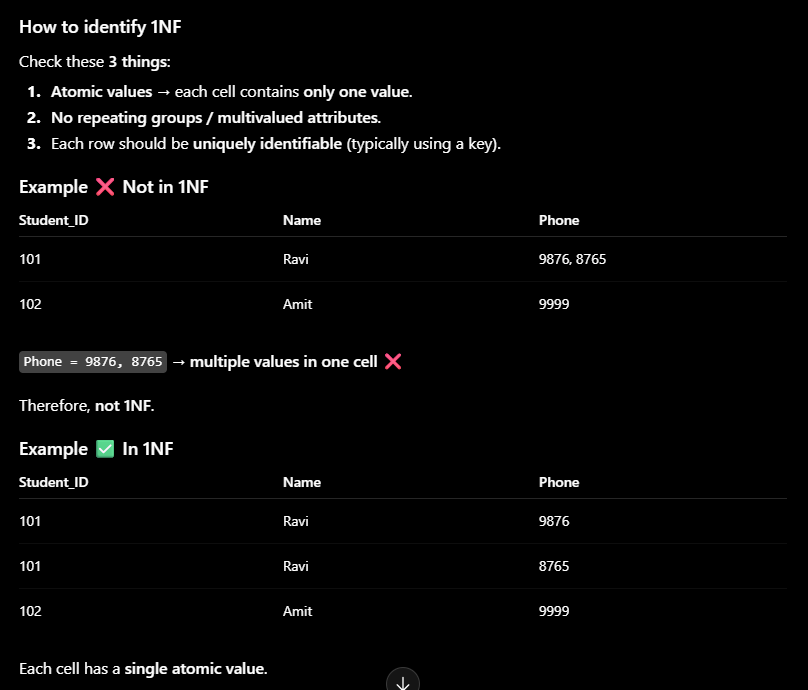 How to identify 1NF
Check these 3 things:
1. Atomic values → each cell contains only one value.
2. No repeating groups / multivalued attributes.
3. Each row should be uniquely identifiable (typically using a key).
Example ❌ Not in 1NF
Student_ID Name Phone
101 Ravi 9876, 8765
102 Amit 9999
Phone = 9876, 8765 → multiple values in one cell ❌
Therefore, not 1NF.
Example ✅ In 1NF
Student_ID Name Phone
101 Ravi 9876
101 Ravi 8765
102 Amit 9999
Each cell has a single atomic value.